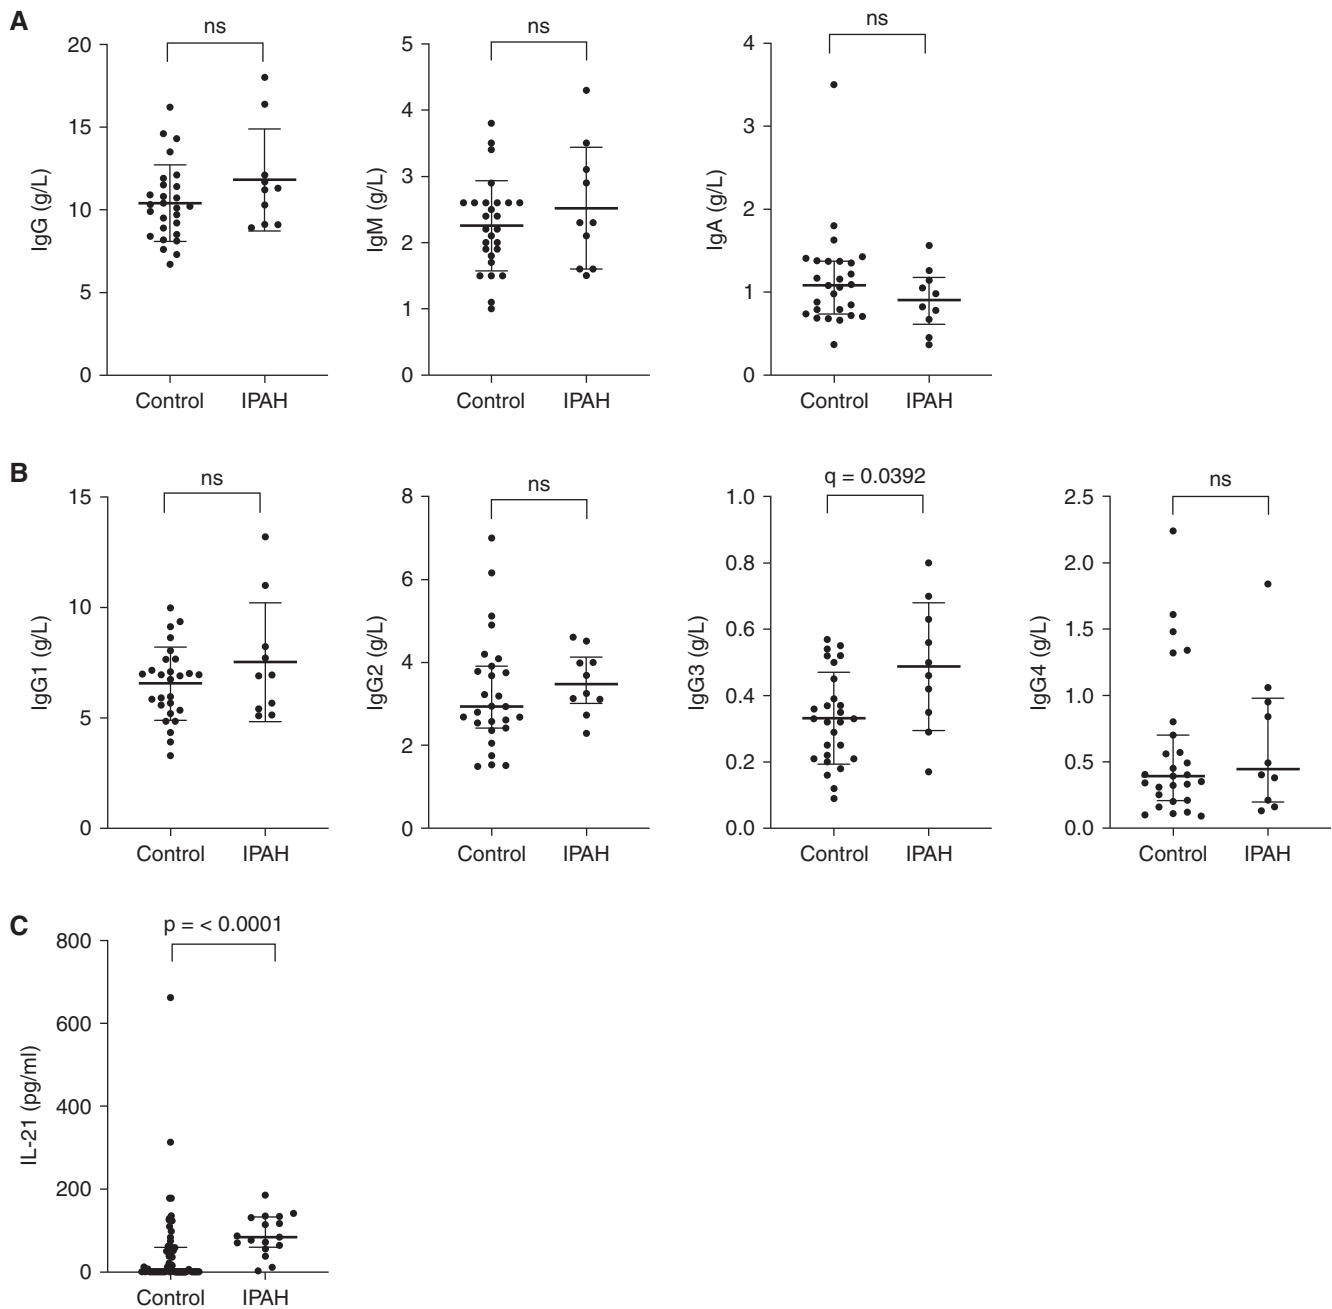 A
ns
ns
ns
20
15
10
5
0
IgG (g/L)
Control
IPAH
5
4
3
2
1
0
IgM (g/L)
Control
IPAH
4
3
2
1
0
IgA (g/L)
Control
IPAH
B
ns
ns
q = 0.0392
ns
15
10
5
0
IgG1 (g/L)
Control
IPAH
8
6
4
2
0
IgG2 (g/L)
Control
IPAH
1.0
0.8
0.6
0.4
0.2
0.0
IgG3 (g/L)
Control
IPAH
2.5
2.0
1.5
1.0
0.5
0.0
IgG4 (g/L)
Control
IPAH
C
p = < 0.0001
800
600
400
200
0
IL-21 (pg/ml)
Control
IPAH